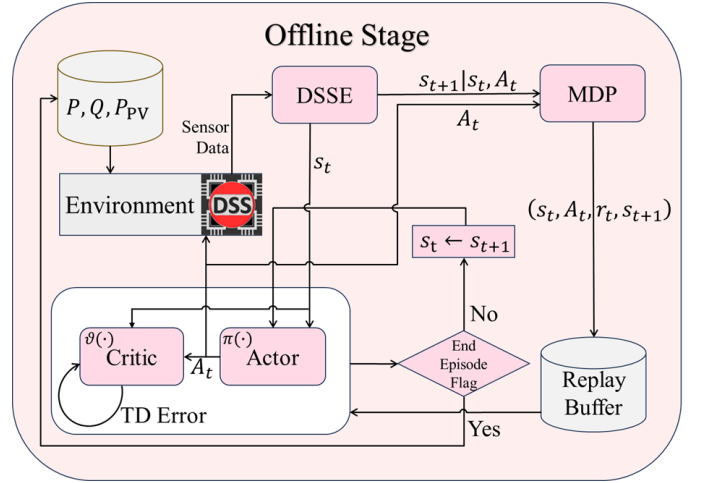 Offline Stage
P, Q, P_PV
DSSE
s_{t+1}|s_t, A_t
MDP
A_t
Sensor
Data
s_t
Environment
DSS
(s_t, A_t, r_t, s_{t+1})
s_t ← s_{t+1}
No
ϑ(·)
Critic
A_t
π(·)
Actor
End
Episode
Flag
TD Error
Yes
Replay
Buffer